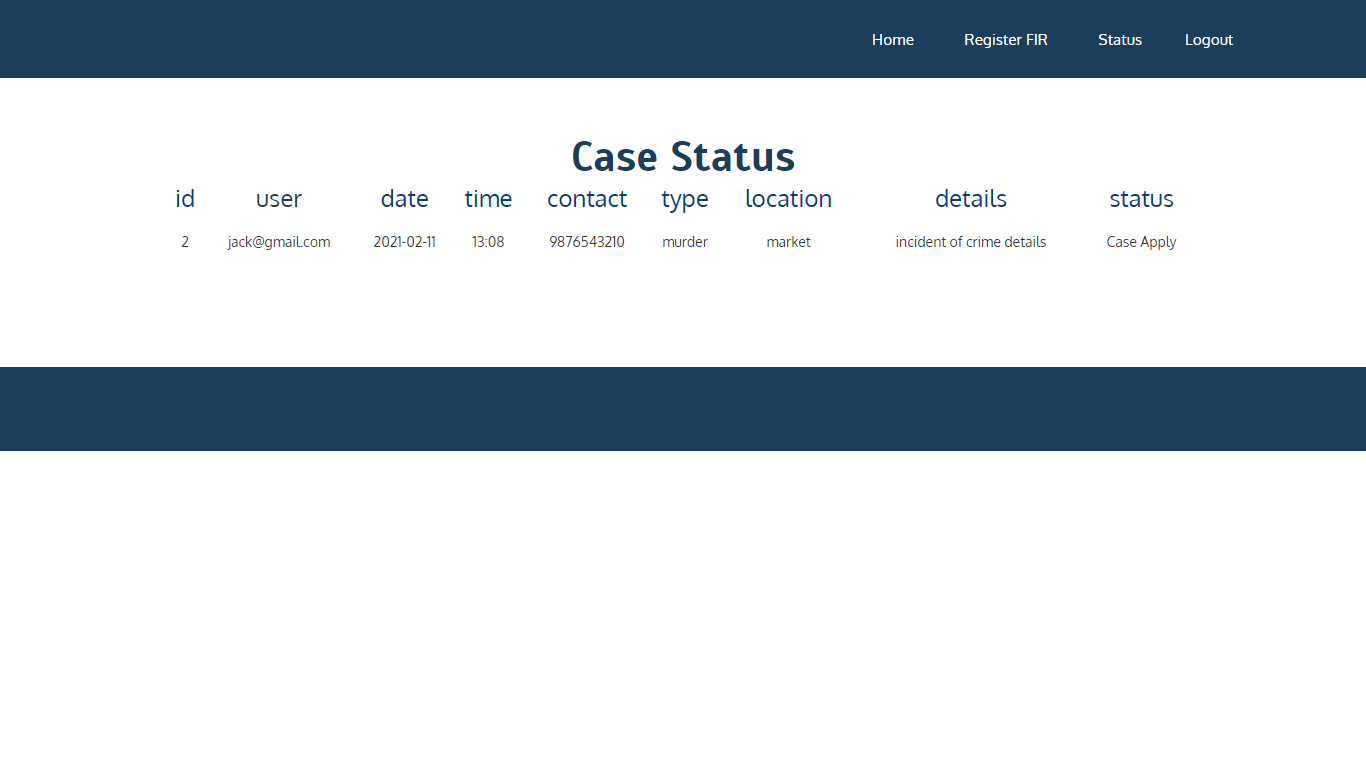 Home Register FIR Status Logout
Case Status
id user date time contact type location details status
2 jack@gmail.com 2021-02-11 13:08 9876543210 murder market incident of crime details Case Apply